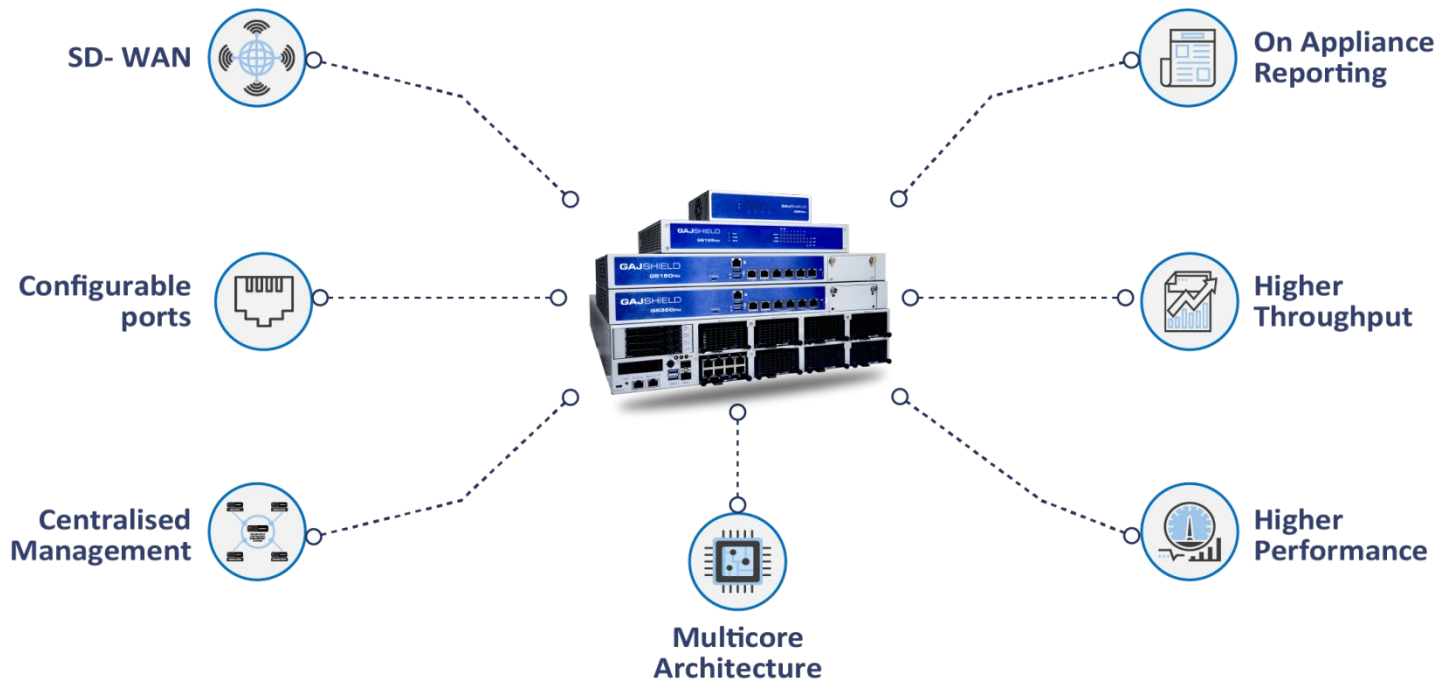 SD- WAN
On Appliance
Reporting
GAJSHIELD
GAJSHIELD
Configurable
ports
GAJSHIELD
GAJSHIELD
Higher
Throughput
Centralised
Management
Higher
Performance
Multicore
Architecture